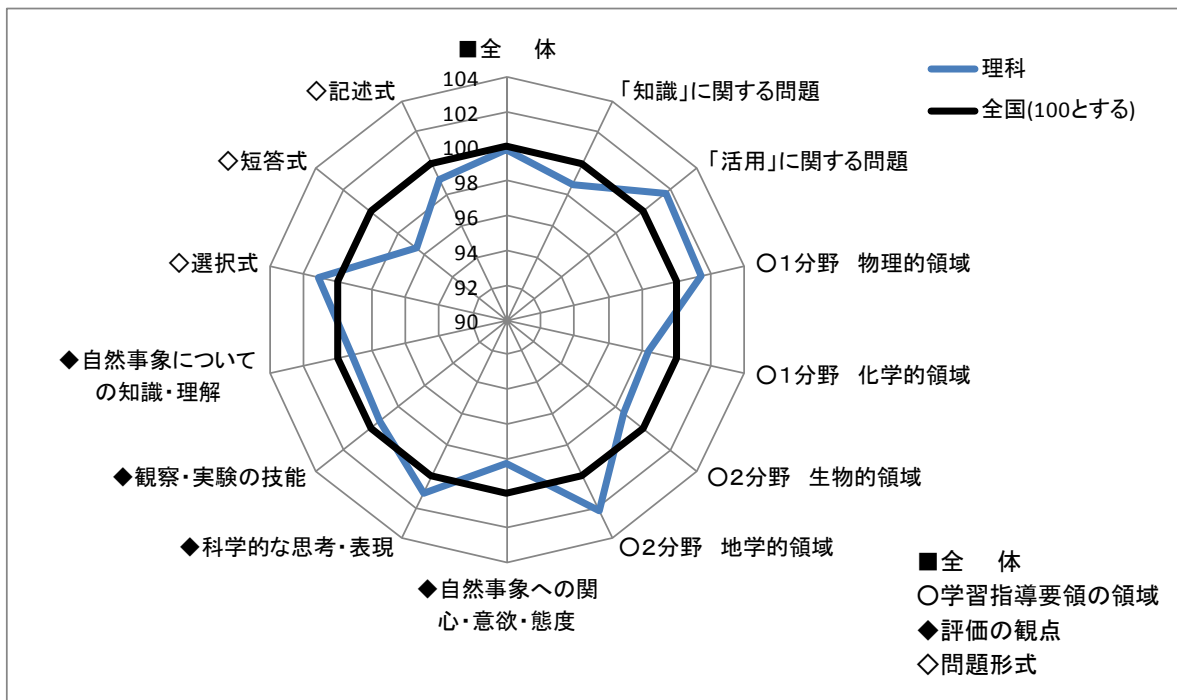 ■全　体
104
102
100
98
96
94
92
90
「知識」に関する問題
「活用」に関する問題
○1分野　物理的領域
○1分野　化学的領域
○2分野　生物的領域
○2分野　地学的領域
◆自然事象への関
心・意欲・態度
◆科学的な思考・表現
◆観察・実験の技能
◆自然事象について
の知識・理解
◇選択式
◇短答式
◇記述式
理科
全国(100とする)
■全　体
○学習指導要領の領域
◆評価の観点
◇問題形式